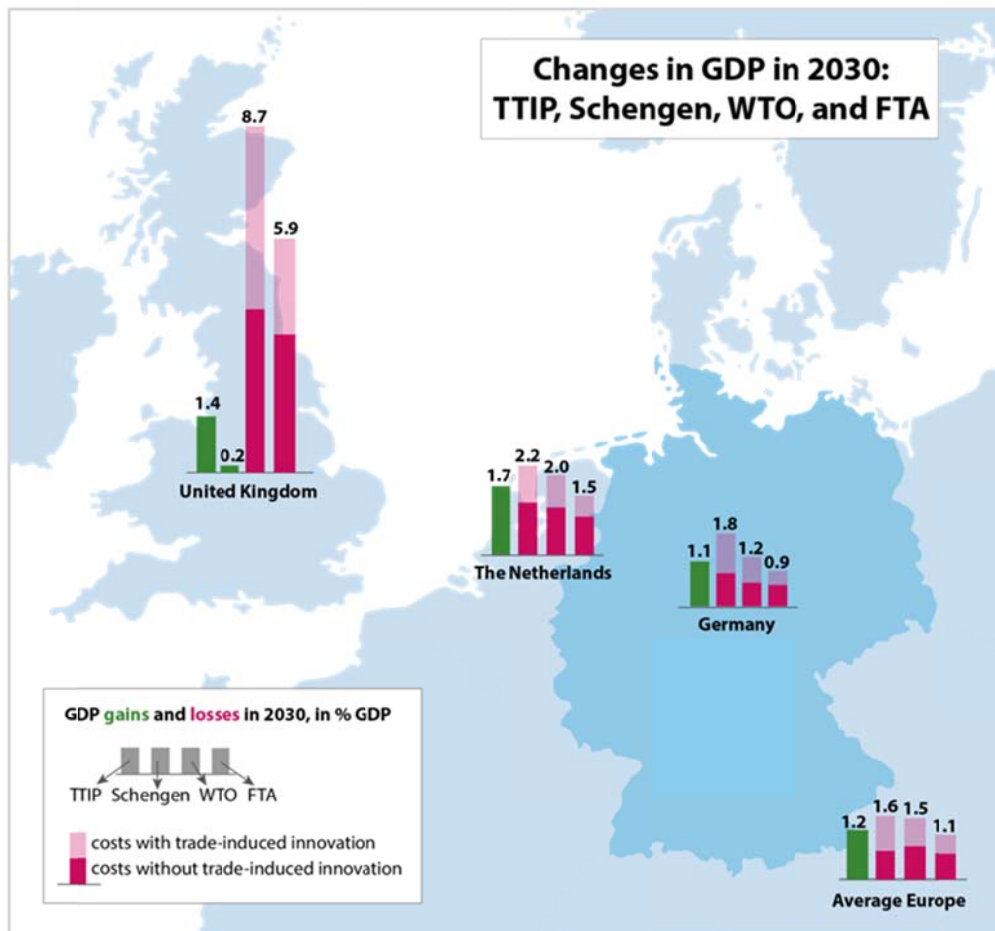 Changes in GDP in 2030:
TTIP, Schengen, WTO, and FTA
8.7
5.9
1.4
0.2
United Kingdom
2.2
2.0
1.7
1.5
The Netherlands
1.8
1.2
1.1
0.9
Germany
GDP gains and losses in 2030, in % GDP
TTIP Schengen WTO FTA
costs with trade-induced innovation
costs without trade-induced innovation
1.6
1.5
1.2
1.1
Average Europe